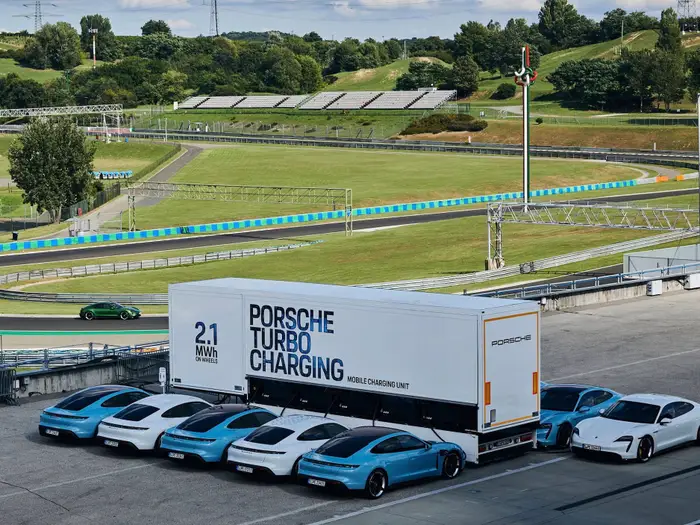 2.1
MWh
ON WHEELS
PORSCHE
TURBO
CHARGING
MOBILE CHARGING UNIT
PORSCHE